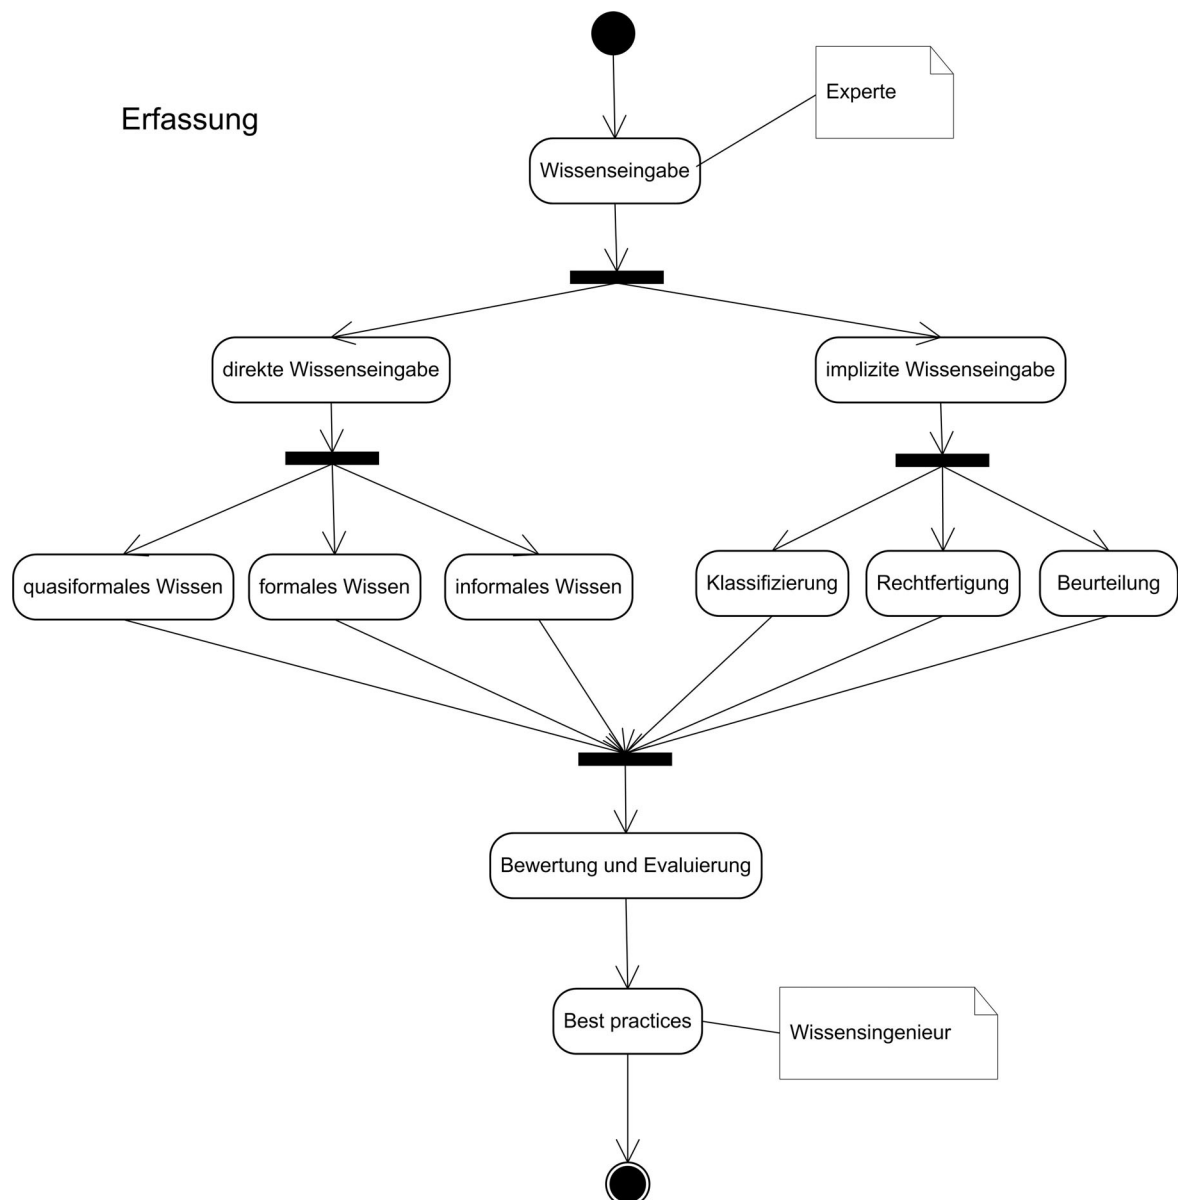 Experte
Erfassung
Wissenseingabe
direkte Wissenseingabe
implizite Wissenseingabe
quasiformales Wissen
formales Wissen
informales Wissen
Klassifizierung
Rechtfertigung
Beurteilung
Bewertung und Evaluierung
Best practices
Wissensingenieur